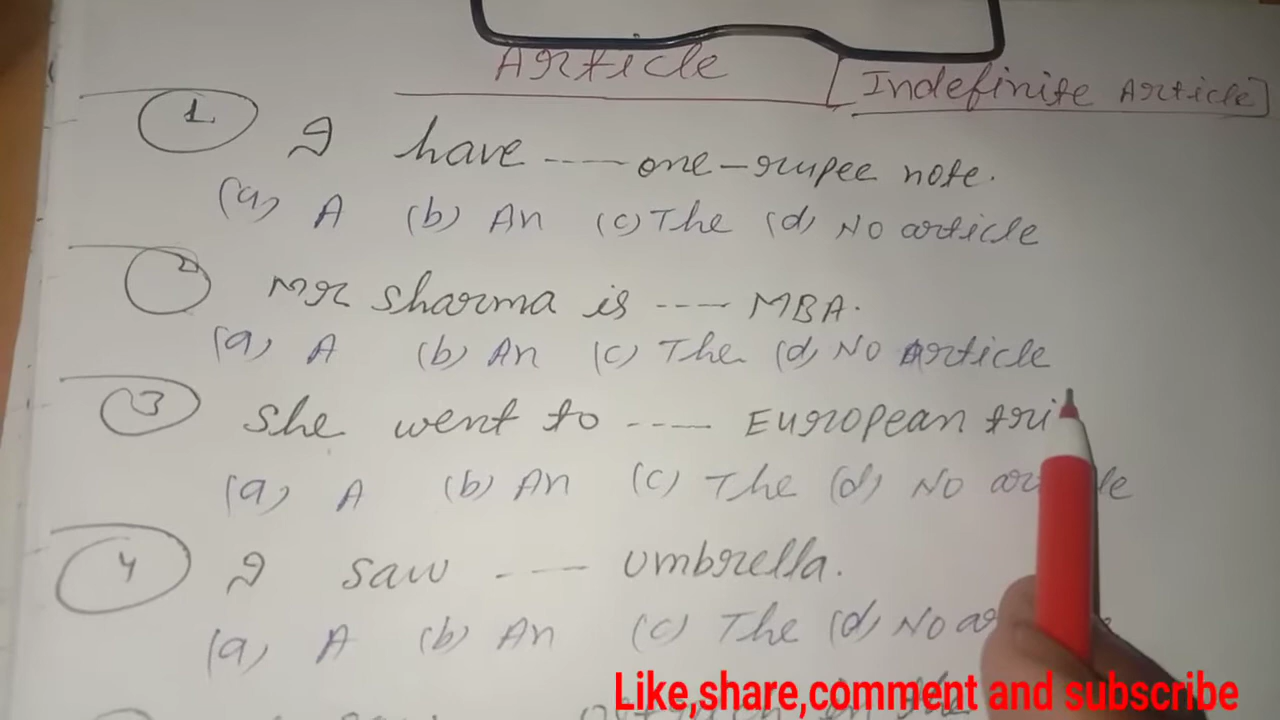 Article [Indefinite Article]
1 I have ---- one-rupee note.
(a) A (b) An (c) The (d) No article
2 Mr Sharma is ---- MBA.
(a) A (b) An (c) The (d) No Article
3 She went to ---- European tri
(a) A (b) An (c) The (d) No article
4 I saw ---- umbrella.
(a) A (b) An (c) The (d) No
Like,share,comment and subscribe